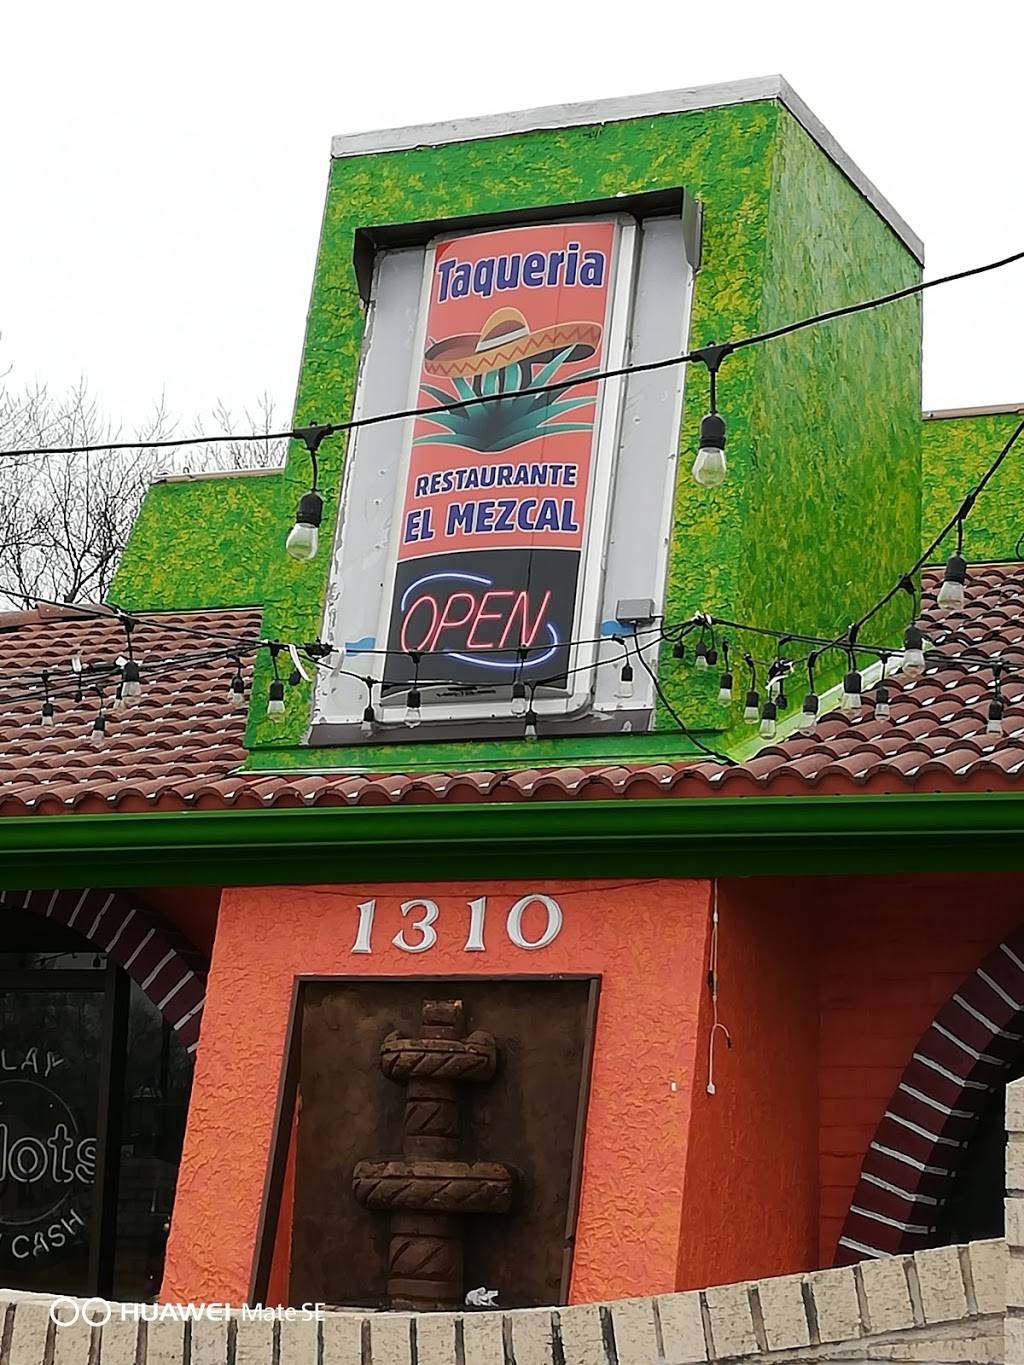 Taqueria
RESTAURANTE
EL MEZCAL
OPEN
1310
CASH
HUAWEI Mate SE